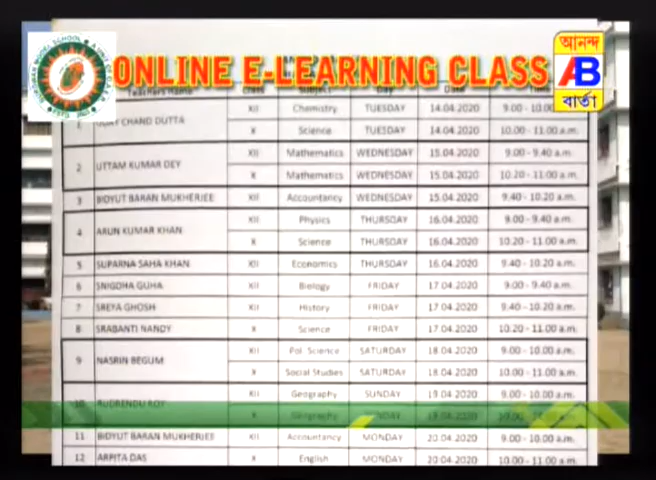 ONLINE E-LEARNING CLASS
আনন্দ
AB
বার্তা
Teachers Name Class Subject Day Date Time
1 CHAND DUTTA XII Chemistry TUESDAY 14.04.2020 9.00 - 10.00
X Science TUESDAY 14.04.2020 10.00 - 11.00 a.m.
2 UTTAM KUMAR DEY XII Mathematics WEDNESDAY 15.04.2020 9.00 - 9.40 a.m.
X Mathematics WEDNESDAY 15.04.2020 10.20 - 11.00 a.m.
3 BIDYUT BARAN MUKHERJEE XII Accountancy WEDNESDAY 15.04.2020 9.40 - 10.20 a.m.
4 ARUN KUMAR KHAN XII Physics THURSDAY 16.04.2020 9.00 - 9.40 a.m.
X Science THURSDAY 16.04.2020 10.20 - 11.00 a.m.
5 SUPARNA SAHA KHAN XII Economics THURSDAY 16.04.2020 9.40 - 10.20 a.m.
6 SNIGDHA GUHA XII Biology FRIDAY 17.04.2020 9.00 - 9.40 a.m.
7 SREYA GHOSH XII History FRIDAY 17.04.2020 9.40 - 10.20 a.m.
8 SRABANTI NANDY X Science FRIDAY 17.04.2020 10.20 - 11.00 a.m.
9 NASRIN BEGUM XII Pol. Science SATURDAY 18.04.2020 9.00 - 10.00 a.m.
X Social Studies SATURDAY 18.04.2020 10.00 - 11.00 a.m.
10 RUDRENDU ROY XII Geography SUNDAY 19.04.2020 9.00 - 10.00 a.m.
X Geography SUNDAY 19.04.2020
11 BIDYUT BARAN MUKHERJEE XII Accountancy MONDAY 20.04.2020 9.00 - 10.00 a.m.
12 ARPITA DAS X English MONDAY 20.04.2020 10.00 - 11.00 a.m.